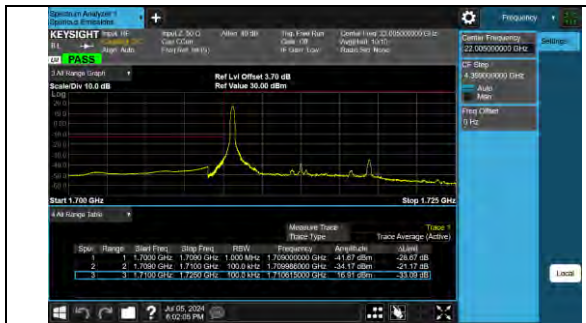 Spectrum Analyzer 1
Spurious Emissions
Frequency
KEYSIGHT
Input: RF
Input Z: 50 Ω
Atten: 40 dB
Trig: Free Run
Center Freq: 22.005000000 GHz
Align: Auto
Gate: Off
IF Gain: Low
PASS
Center Frequency
22.005000000 GHz
Settings
CF Step
4.399000000 GHz
Auto
Man
Freq Offset
0 Hz
3 All Range Graph
Scale/Div 10.0 dB
Ref Lvl Offset 3.70 dB
Ref Value 30.00 dBm
Log
Start 1.700 GHz
Stop 1.725 GHz
4 All Range Table
Measure Trace
Trace 1
Trace Type
Trace Average (Active)
Spur Range Start Freq Stop Freq RBW Frequency Amplitude ΔLimit
1 1 1.7000 GHz 1.7090 GHz 1.000 MHz 1.709000000 GHz -41.67 dBm -28.67 dB
2 2 1.7090 GHz 1.7100 GHz 100.0 kHz 1.709986000 GHz -34.17 dBm -21.17 dB
3 3 1.7100 GHz 1.7250 GHz 100.0 kHz 1.710615000 GHz 16.91 dBm -33.09 dB
Local
?
Jul 05, 2024
6:02:05 PM